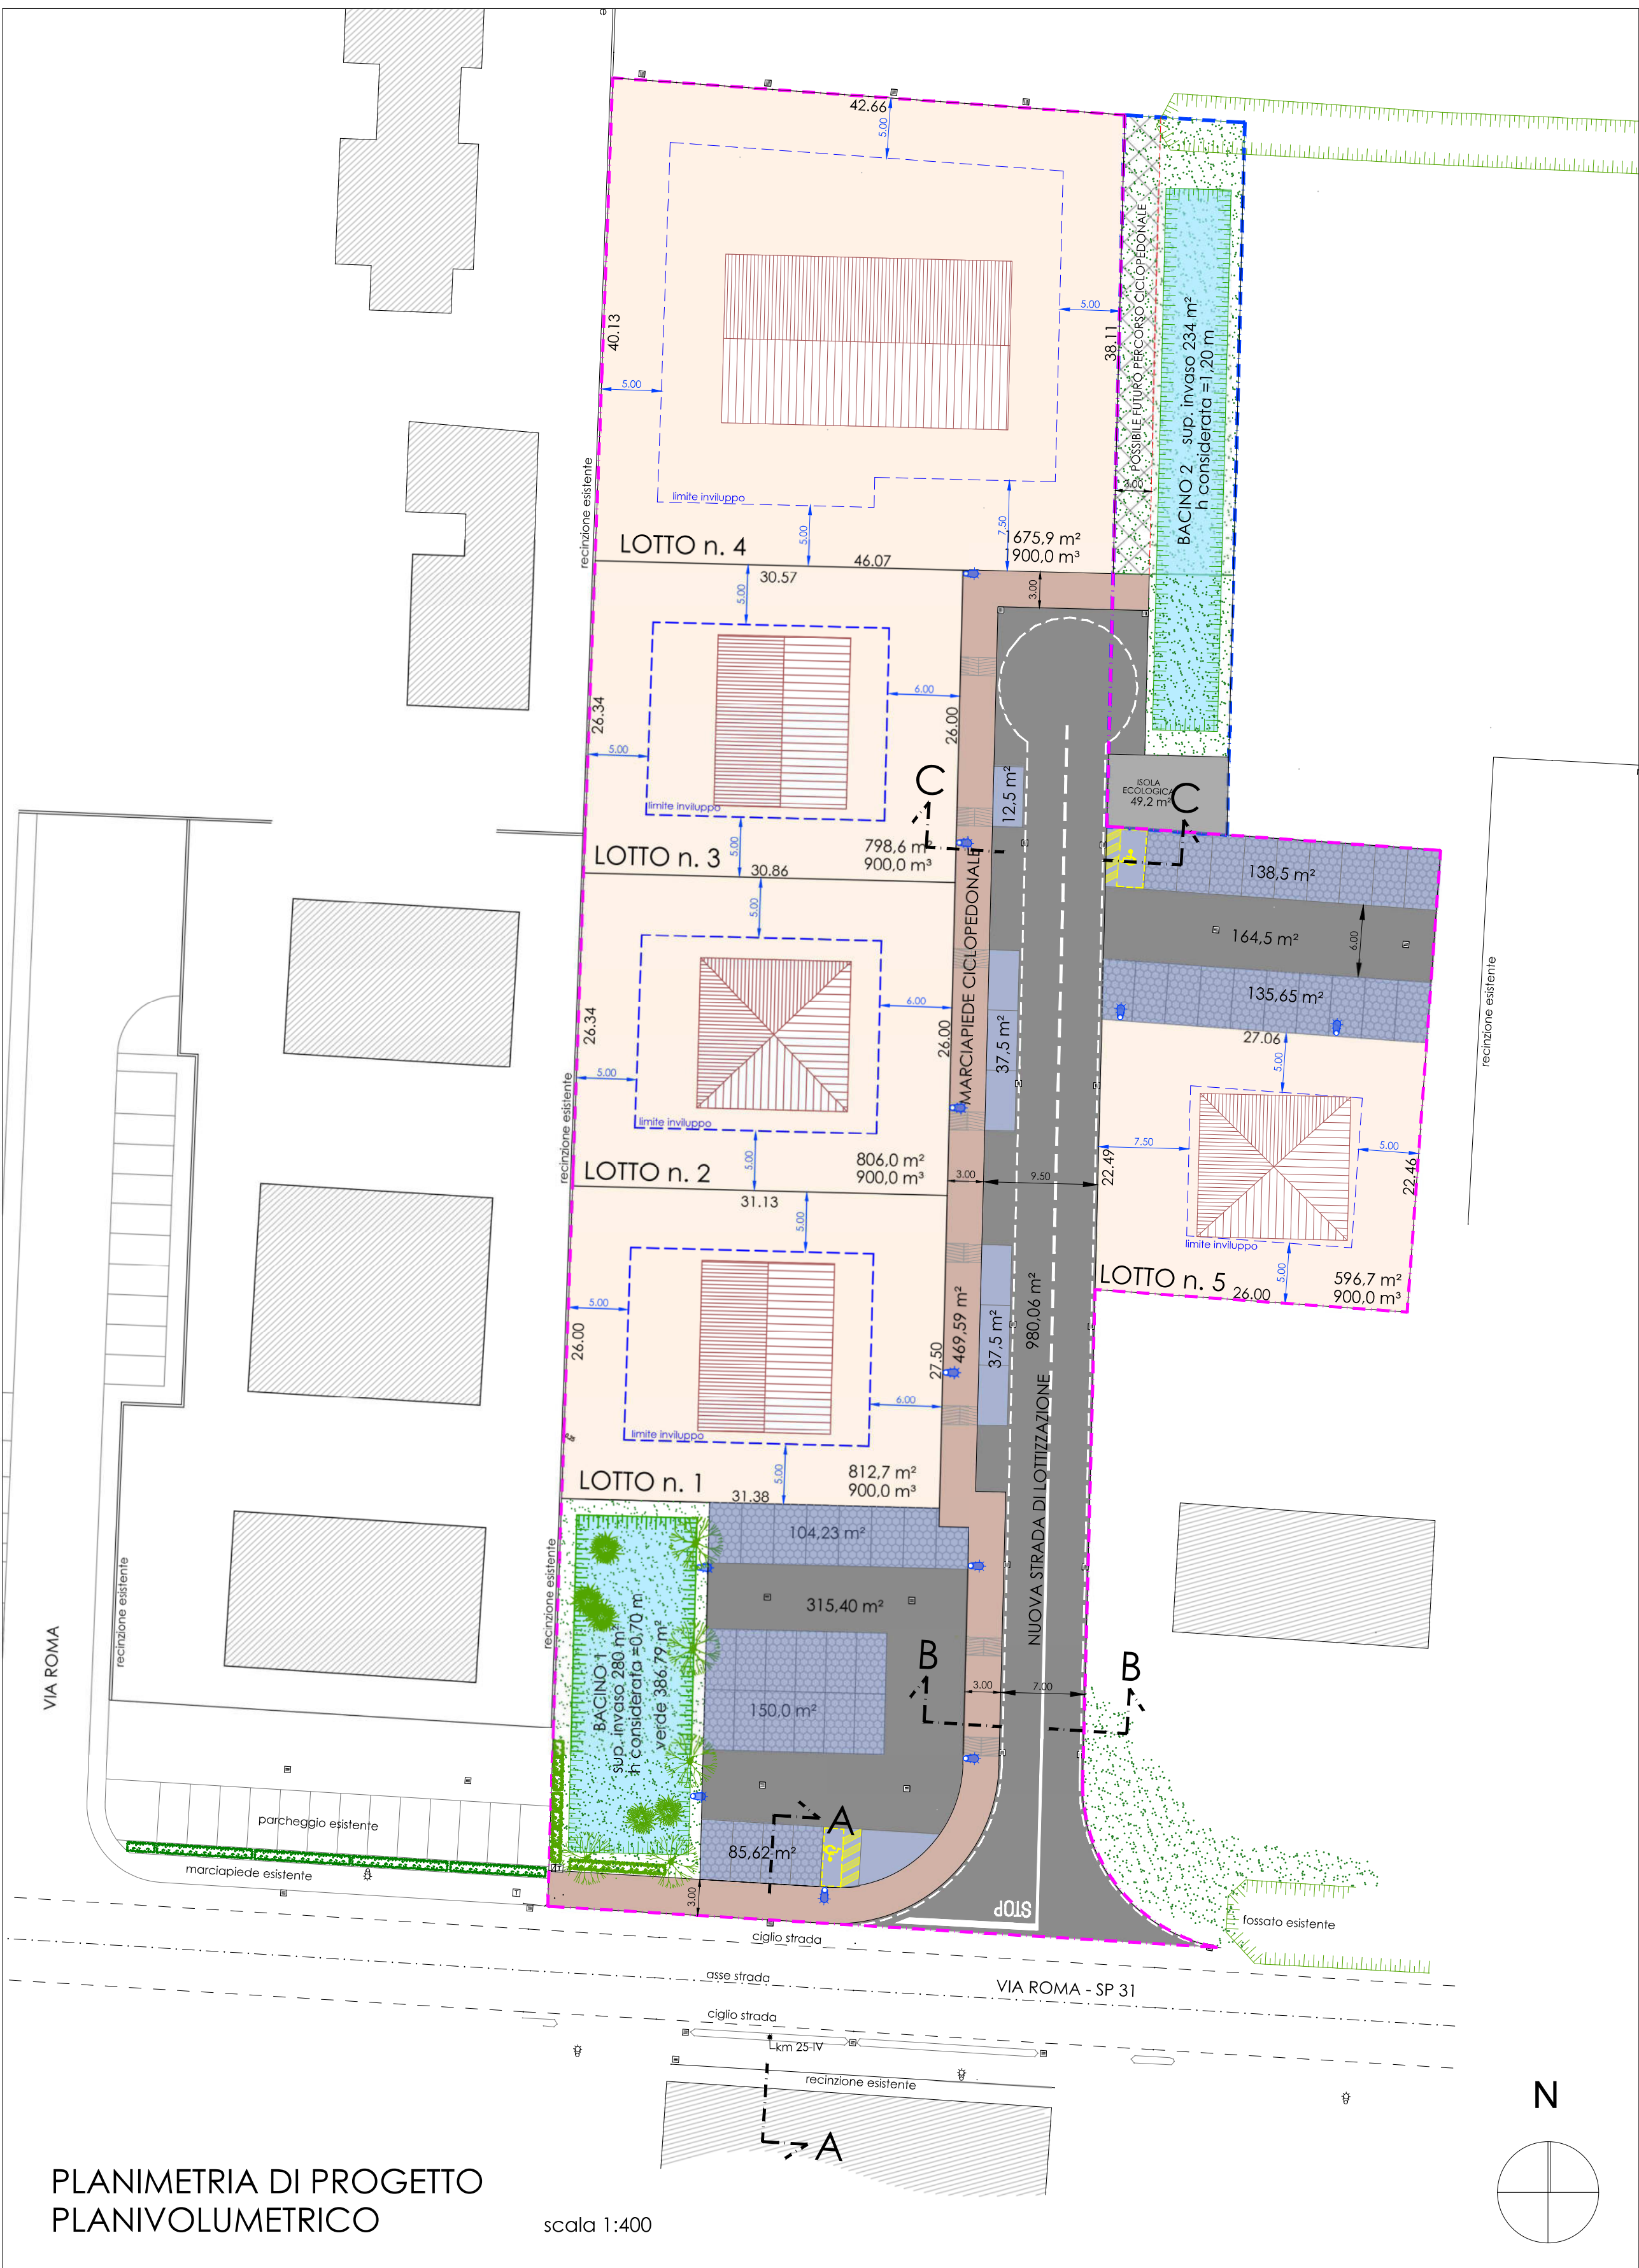 42.66
5.00
40.13
5.00
5.00
38.11
POSSIBILE FUTURO PERCORSO CICLOPEDONALE
3.00
BACINO 2 sup. invaso 234 m²
h considerata =1,20 m
recinzione esistente
limite inviluppo
5.00
7.50
1675,9 m²
1900,0 m³
LOTTO n. 4
46.07
30.57
5.00
3.00
6.00
26.34
26.00
5.00
limite inviluppo
12,5 m²
C
ISOLA
ECOLOGICA
49.2 m²
C
5.00
798,6 m²
900,0 m³
LOTTO n. 3
30.86
MARCIAPIEDE CICLOPEDONALE
138,5 m²
164,5 m²
6.00
135,65 m²
recinzione esistente
5.00
6.00
26.34
26.00
37,5 m²
27.06
5.00
5.00
recinzione esistente
limite inviluppo
7.50
5.00
22.49
22.46
5.00
806,0 m²
900,0 m³
LOTTO n. 2
31.13
3.00
9.50
limite inviluppo
5.00
LOTTO n. 5
26.00
596,7 m²
900,0 m³
5.00
5.00
26.00
469,59 m²
37,5 m²
980,06 m²
27.50
6.00
limite inviluppo
NUOVA STRADA DI LOTTIZZAZIONE
5.00
812,7 m²
900,0 m³
LOTTO n. 1
31.38
104,23 m²
recinzione esistente
recinzione esistente
VIA ROMA
315,40 m²
BACINO 1
sup. invaso 280 m²
h considerata =0,70 m
verde 386,79 m²
B
B
3.00
7.00
150,0 m²
A
85,62 m²
parcheggio esistente
marciapiede esistente
T
3.00
STOP
fossato esistente
ciglio strada
asse strada
VIA ROMA - SP 31
ciglio strada
km 25-IV
recinzione esistente
A
N
PLANIMETRIA DI PROGETTO
PLANIVOLUMETRICO
scala 1:400